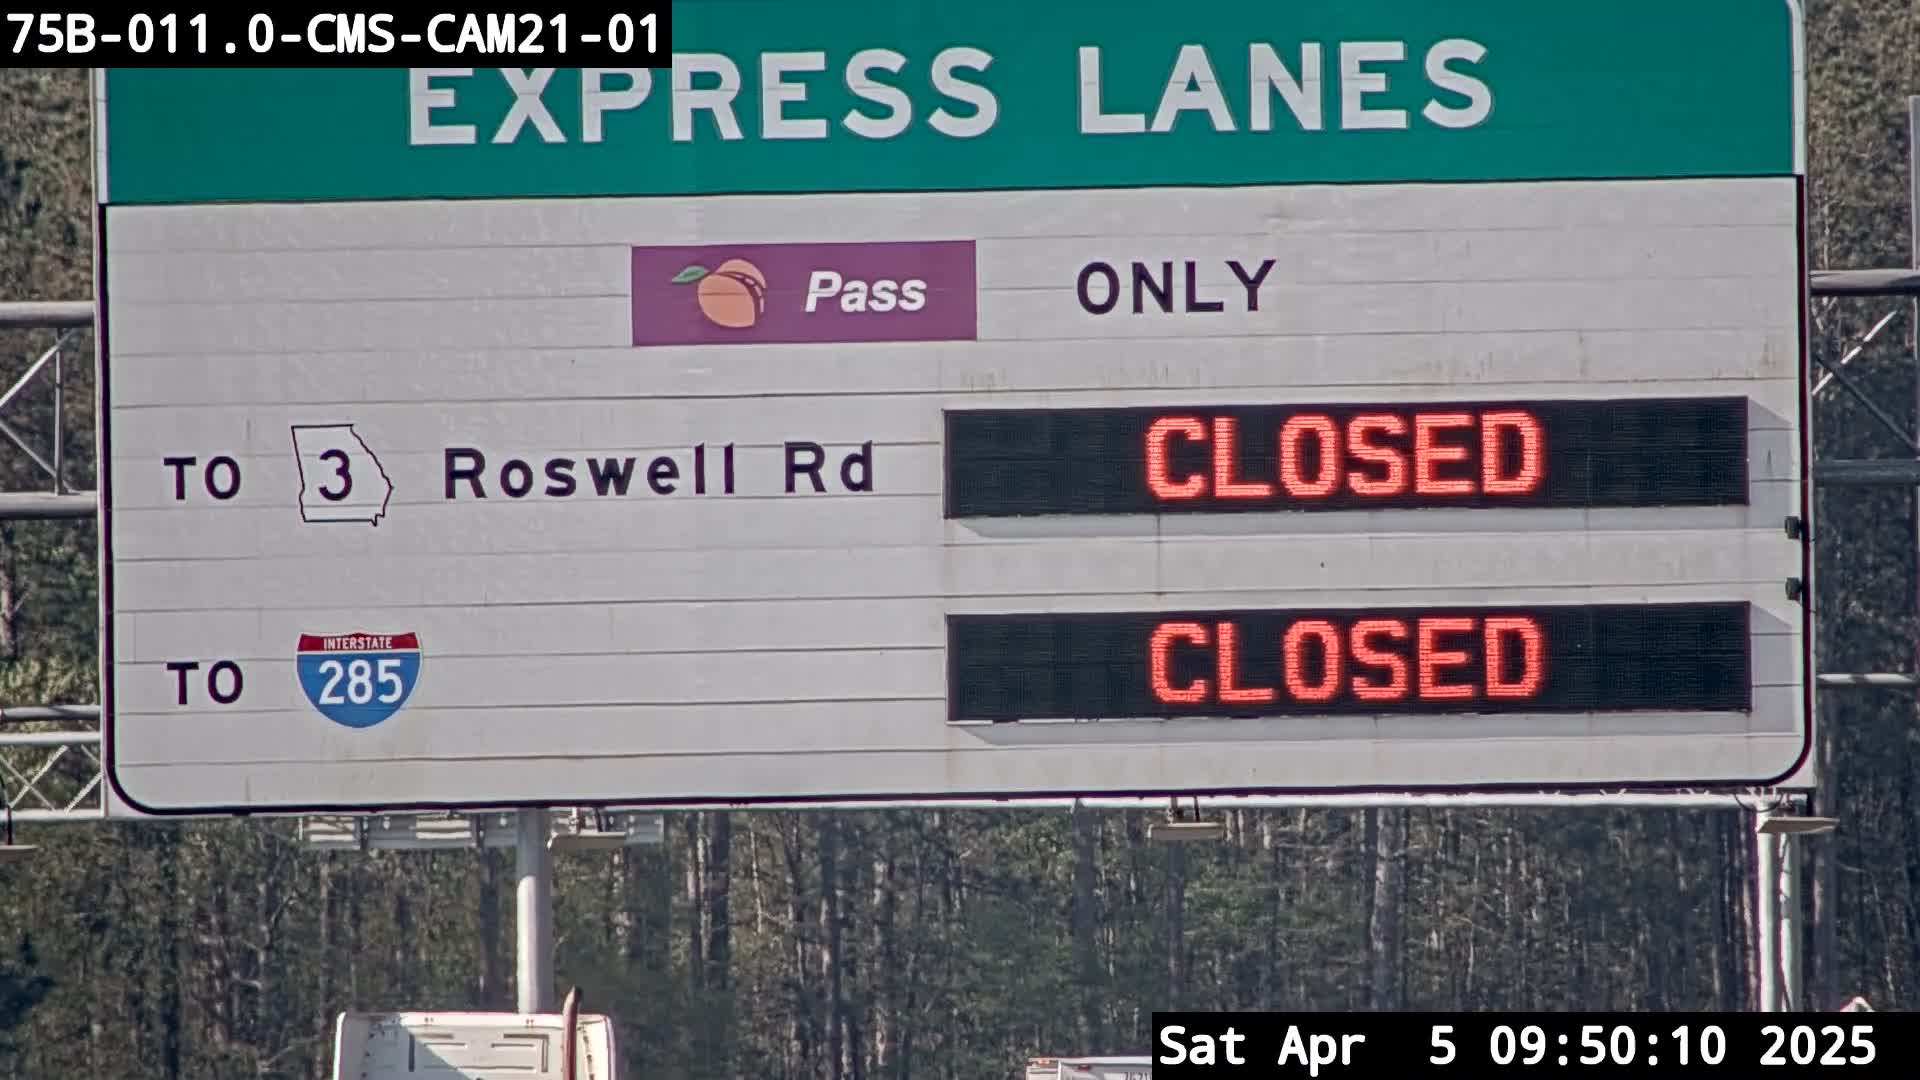 75B-011.0-CMS-CAM21-01
EXPRESS LANES
Pass ONLY
TO 3 Roswell Rd CLOSED
INTERSTATE
TO 285 CLOSED
Sat Apr 5 09:50:10 2025